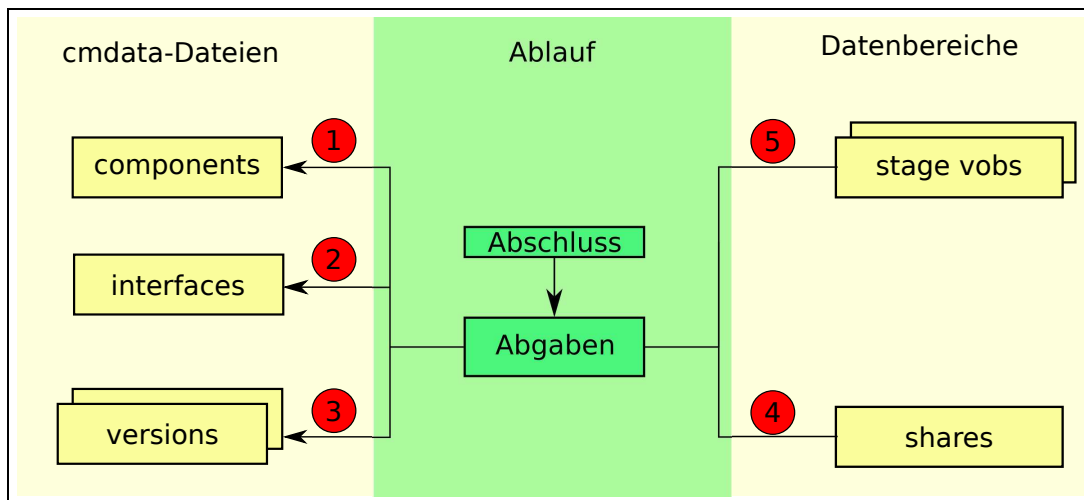 cmdata-Dateien
Ablauf
Datenbereiche
1
components
5
stage vobs
Abschluss
2
interfaces
Abgaben
3
versions
4
shares